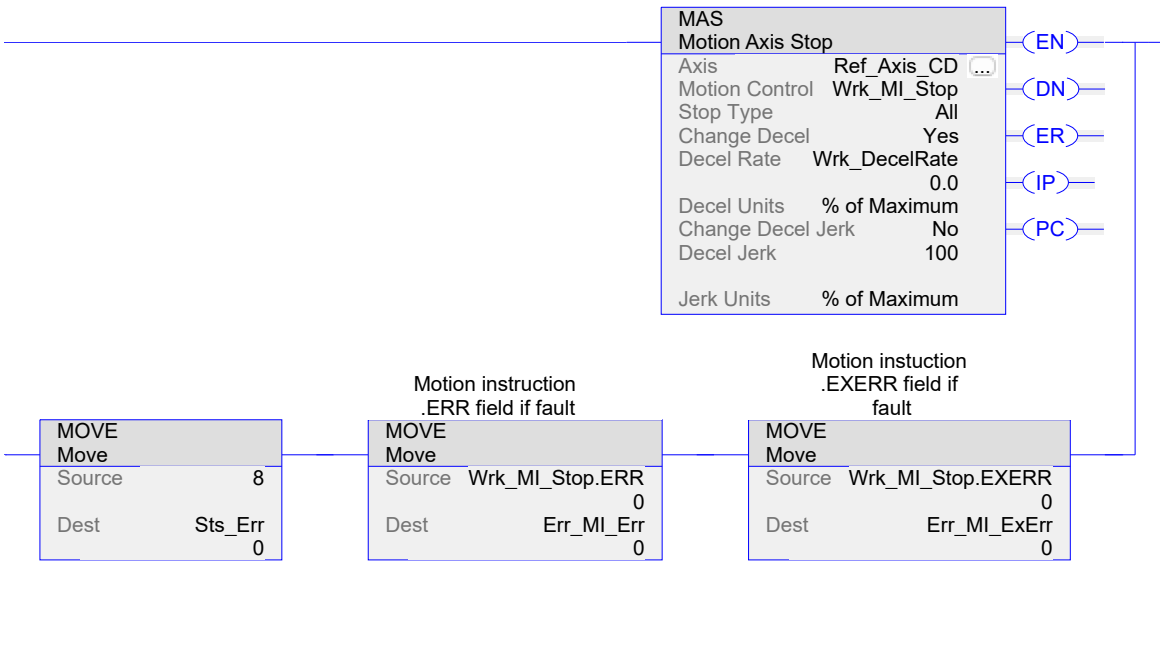 MAS
Motion Axis Stop
Axis Ref_Axis_CD ...
Motion Control Wrk_MI_Stop
Stop Type All
Change Decel Yes
Decel Rate Wrk_DecelRate
0.0
Decel Units % of Maximum
Change Decel Jerk No
Decel Jerk 100
Jerk Units % of Maximum
EN
DN
ER
IP
PC
MOVE
Move
Source 8
Dest Sts_Err
0
Motion instruction
.ERR field if fault
MOVE
Move
Source Wrk_MI_Stop.ERR
0
Dest Err_MI_Err
0
Motion instuction
.EXERR field if
fault
MOVE
Move
Source Wrk_MI_Stop.EXERR
0
Dest Err_MI_ExErr
0